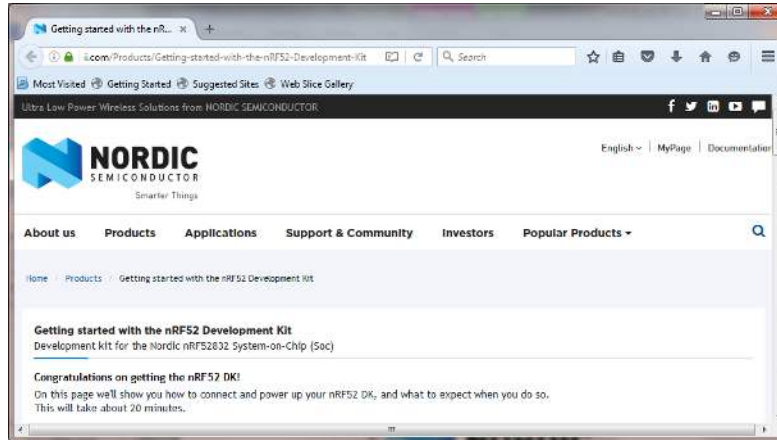 Getting started with the nR...
.com/Products/Getting-started-with-the-nRF52-Development-Kit
Search
Most Visited Getting Started Suggested Sites Web Slice Gallery
Ultra Low Power Wireless Solutions from NORDIC SEMICONDUCTOR
English MyPage Documentation
NORDIC
SEMICONDUCTOR
Smarter Things
About us Products Applications Support & Community Investors Popular Products
Home / Products / Getting started with the nRF52 Development Kit
Getting started with the nRF52 Development Kit
Development kit for the Nordic nRF52832 System-on-Chip (Soc)
Congratulations on getting the nRF52 DK!
On this page we'll show you how to connect and power up your nRF52 DK, and what to expect when you do so.
This will take about 20 minutes.